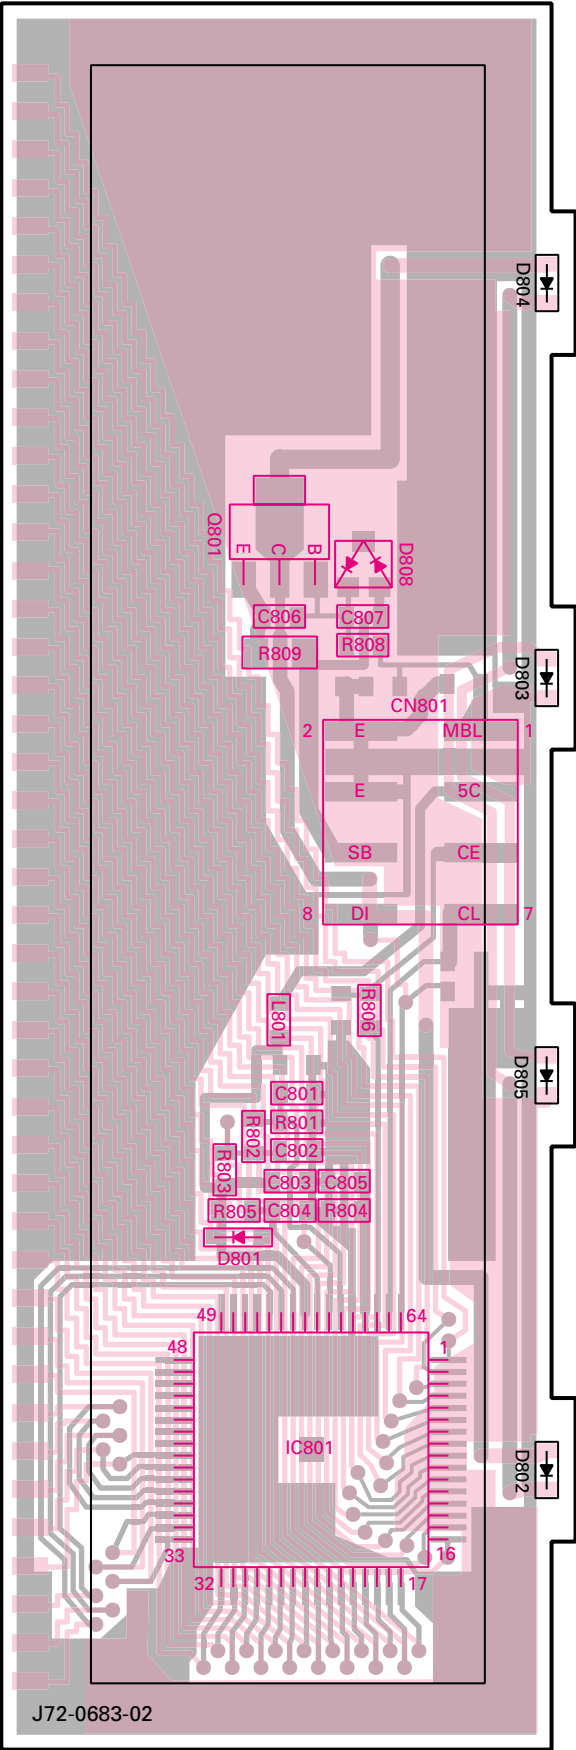 D804
Q801
E
C
B
D808
C806
C807
R809
R808
D803
CN801
2
E
MBL
1
E
5C
SB
CE
8
DI
CL
7
L801
R806
D805
C801
R802
R801
C802
R803
C803
C805
R805
C804
R804
D801
49
64
48
1
IC801
D802
33
16
32
17
J72-0683-02